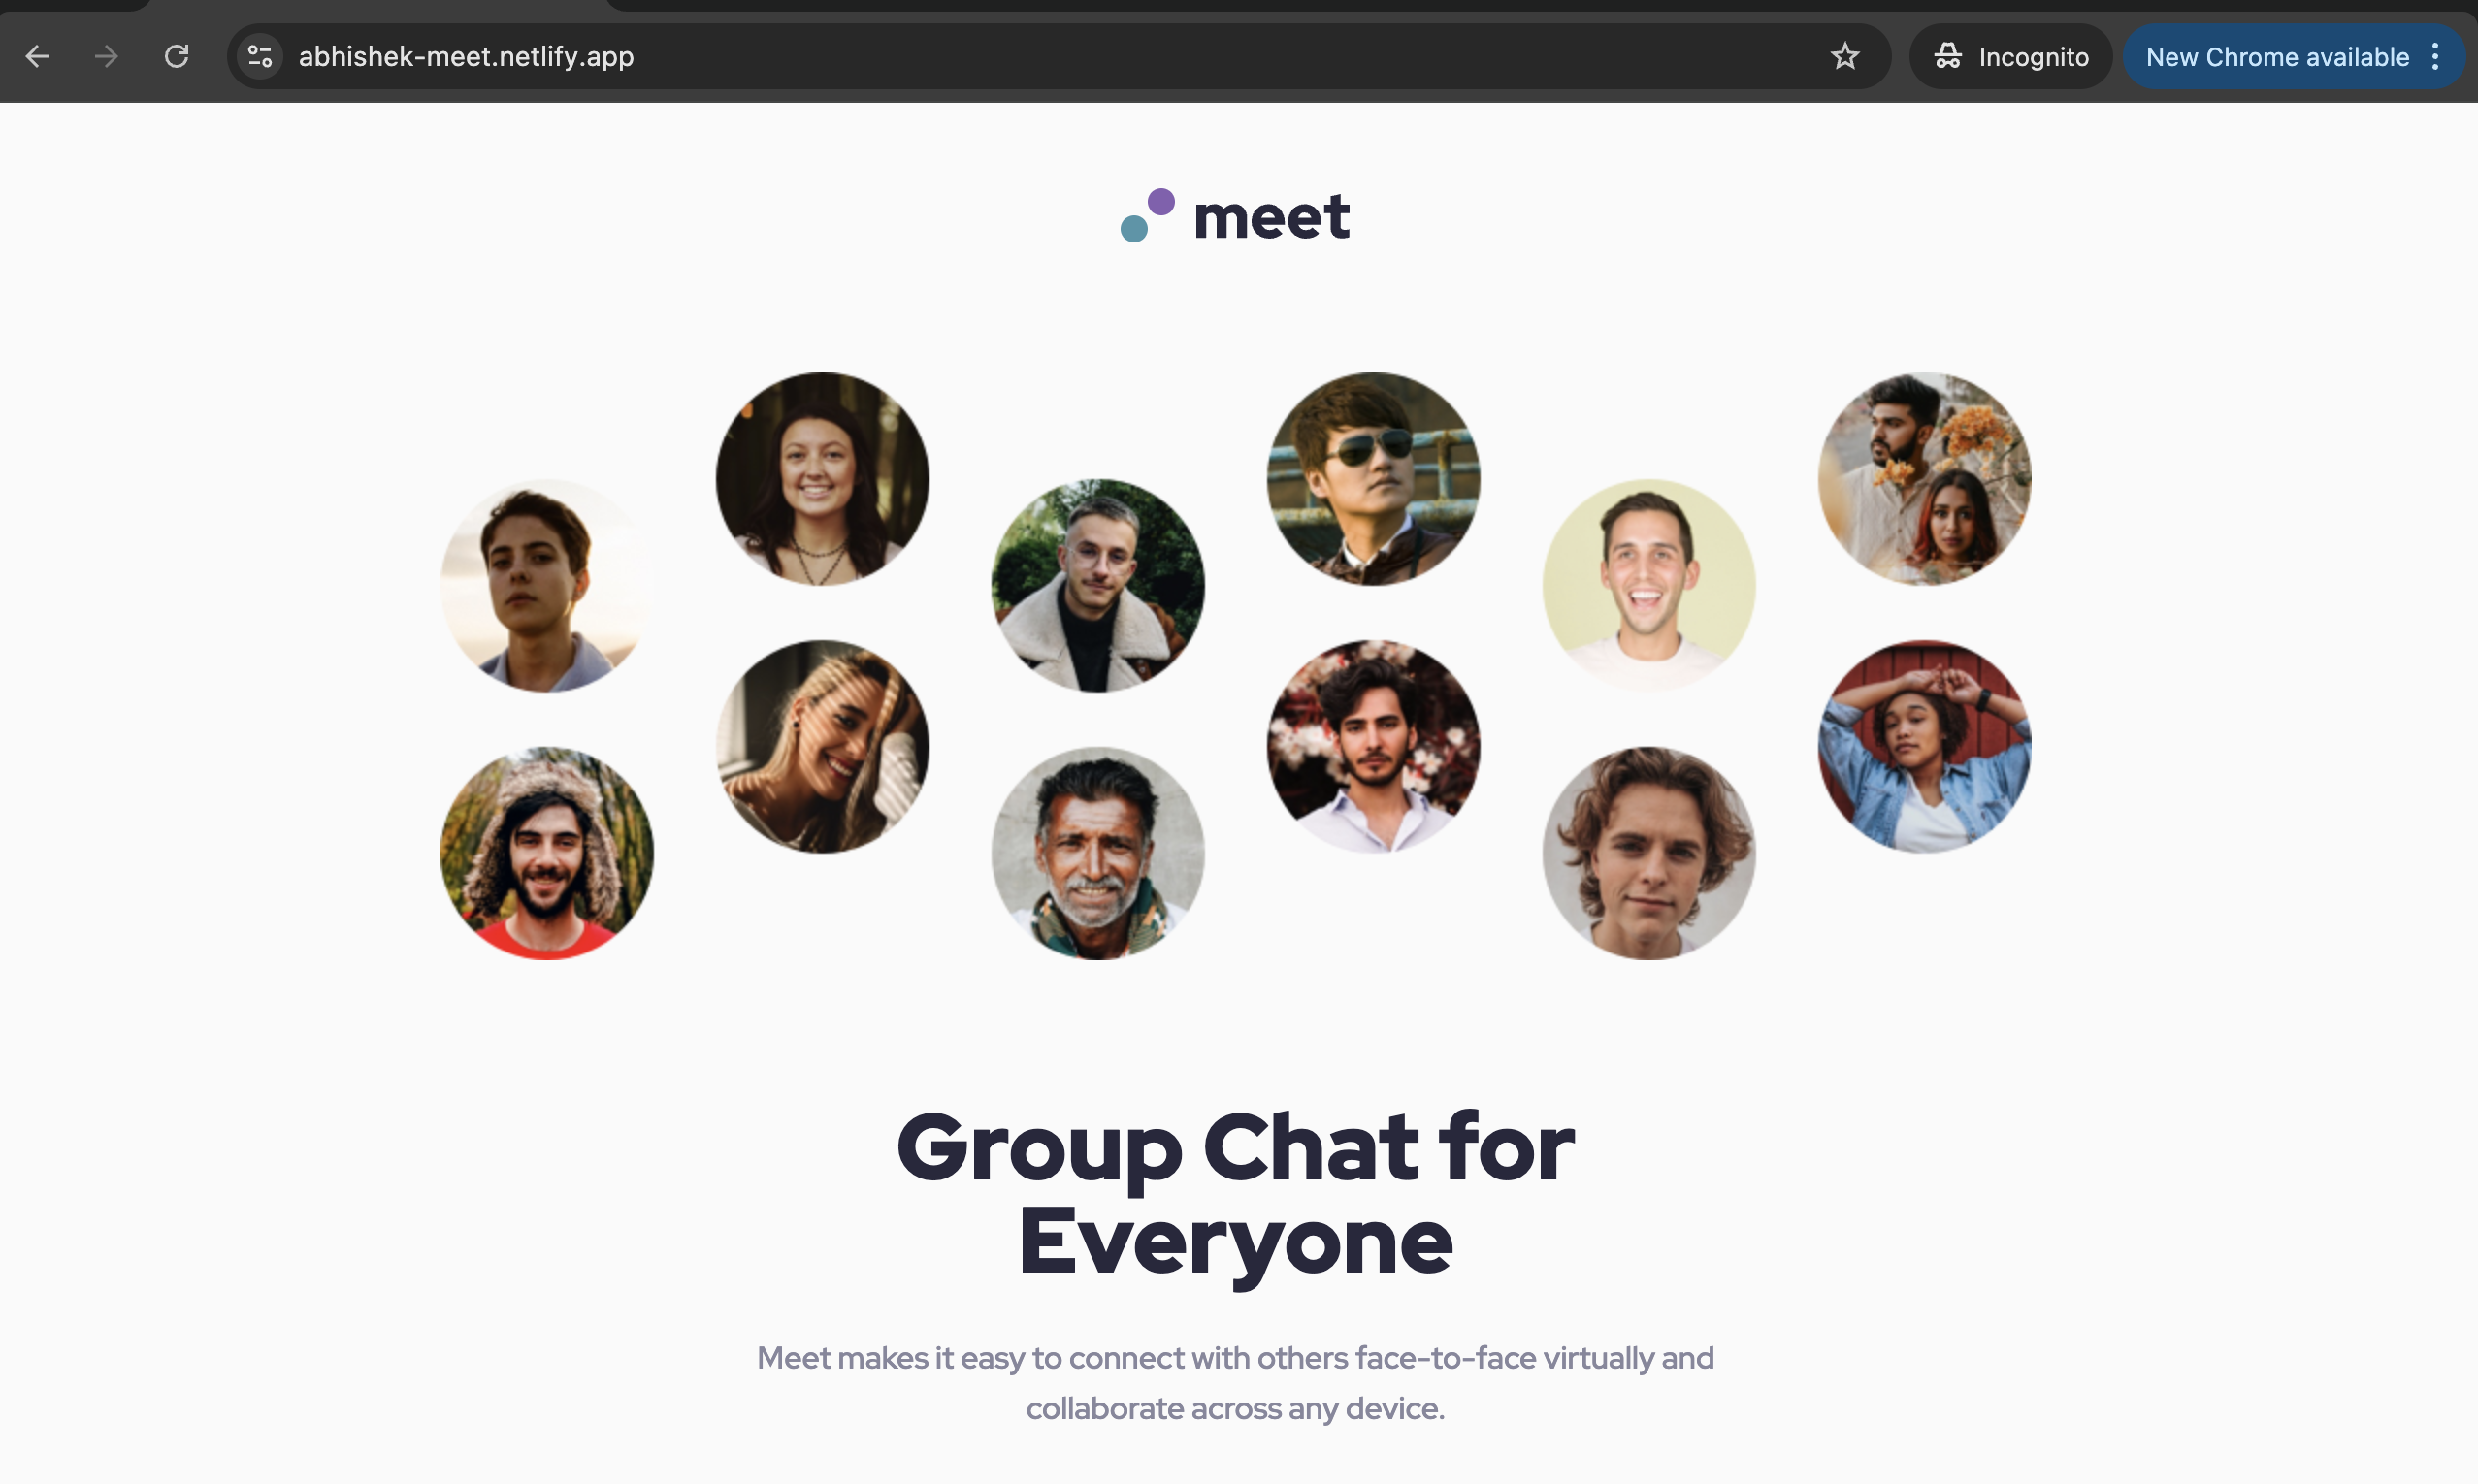 abhishek-meet.netlify.app
Incognito
New Chrome available
meet
Group Chat for
Everyone
Meet makes it easy to connect with others face-to-face virtually and
collaborate across any device.